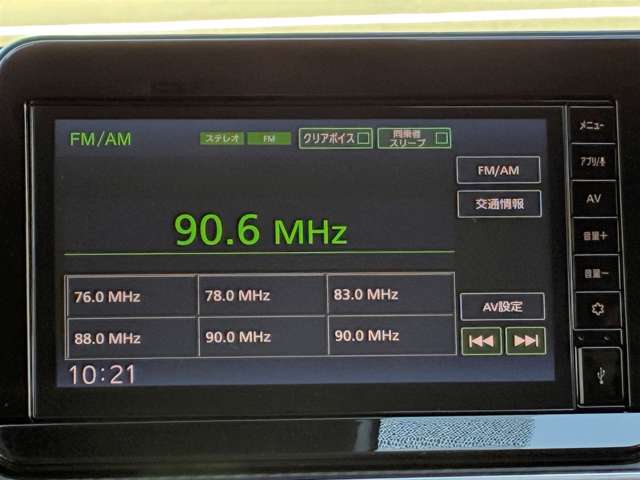 FM/AM ステレオ FM クリアボイス 同乗者
スリープ
メニュー
アプリ/
FM/AM
AV
交通情報
90.6 MHz
音量+
音量-
76.0 MHz 78.0 MHz 83.0 MHz
AV設定
88.0 MHz 90.0 MHz 90.0 MHz
10:21